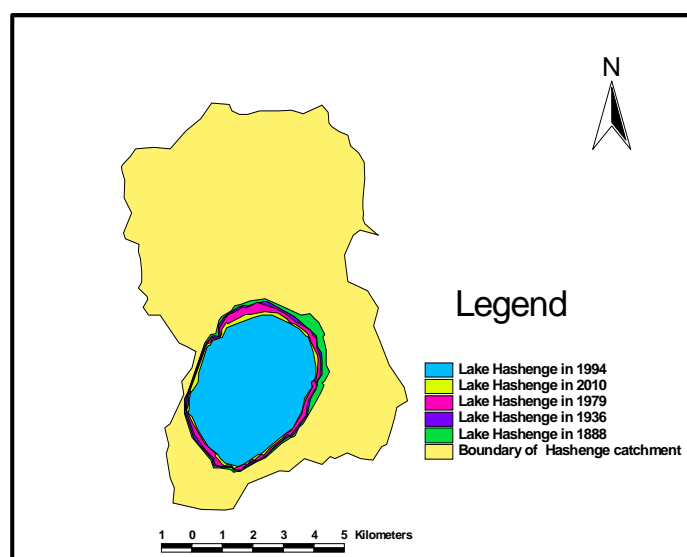 N
Legend
Lake Hashenge in 1994
Lake Hashenge in 2010
Lake Hashenge in 1979
Lake Hashenge in 1936
Lake Hashenge in 1888
Boundary of Hashenge catchment
1 0 1 2 3 4 5 Kilometers